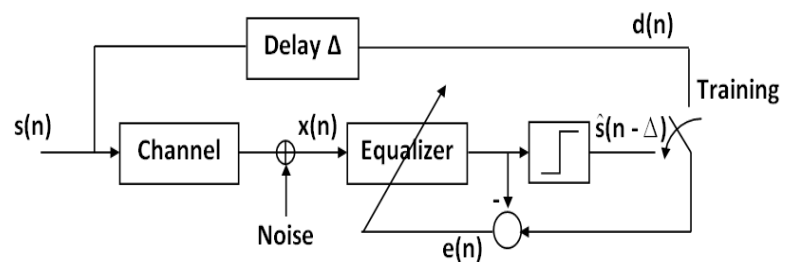 d(n)
Delay Δ
Training
s(n)
Channel
x(n)
Equalizer
ŝ(n - Δ)
-
Noise
e(n)